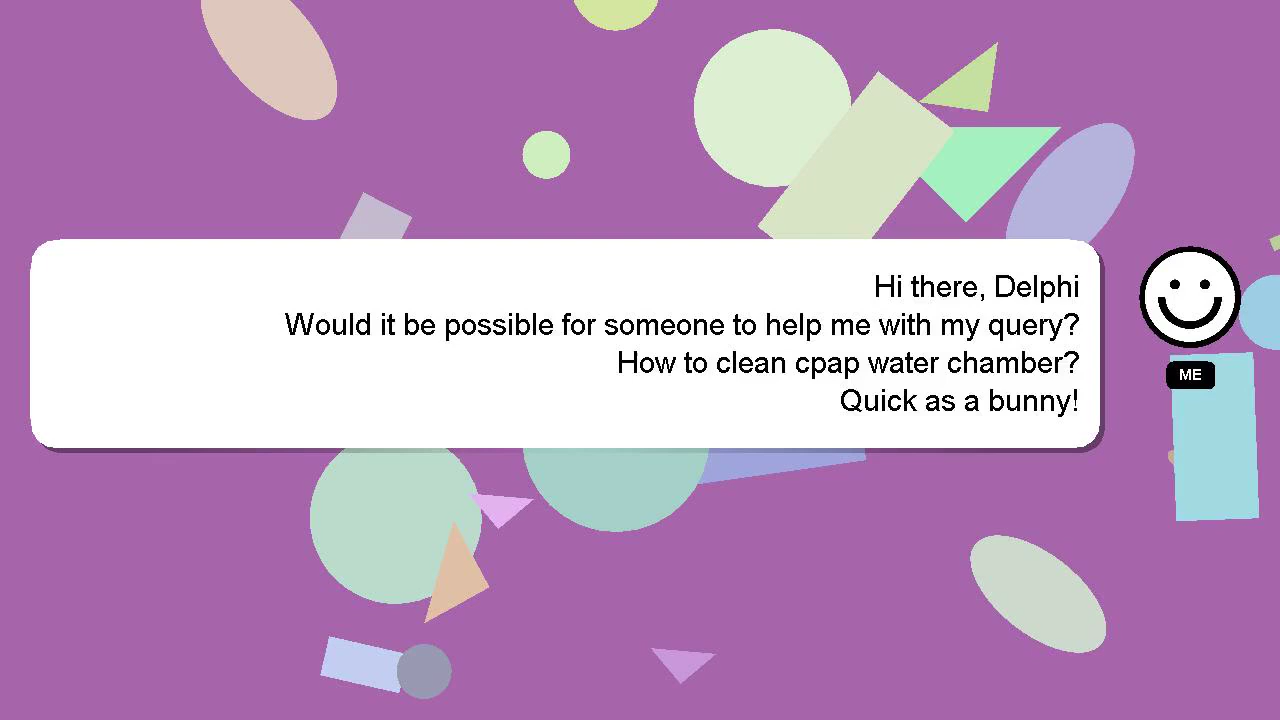 Hi there, Delphi
Would it be possible for someone to help me with my query?
How to clean cpap water chamber?
Quick as a bunny!
ME